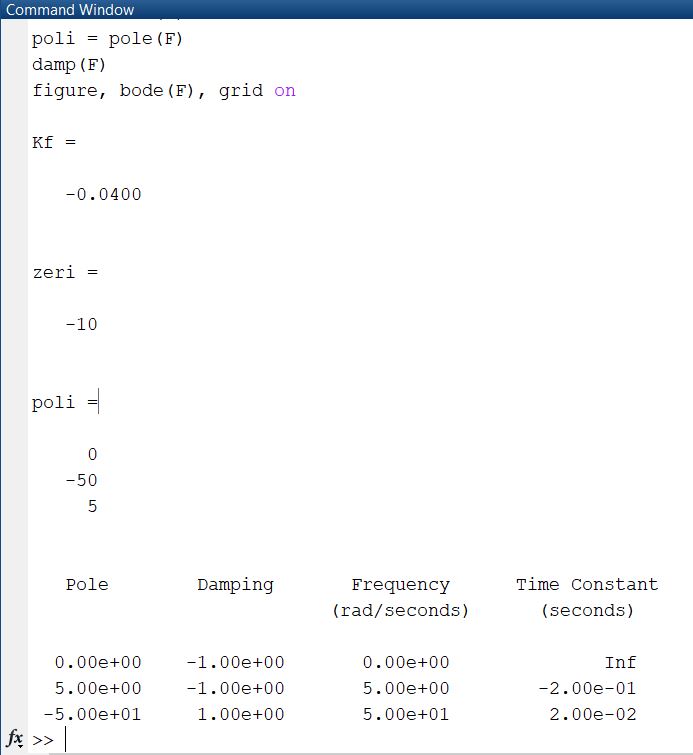 Command Window
poli = pole(F)
damp(F)
figure, bode(F), grid on
Kf =
-0.0400
zeri =
-10
poli =
0
-50
5
Pole Damping Frequency Time Constant
(rad/seconds) (seconds)
0.00e+00 -1.00e+00 0.00e+00 Inf
5.00e+00 -1.00e+00 5.00e+00 -2.00e-01
-5.00e+01 1.00e+00 5.00e+01 2.00e-02
fx >>